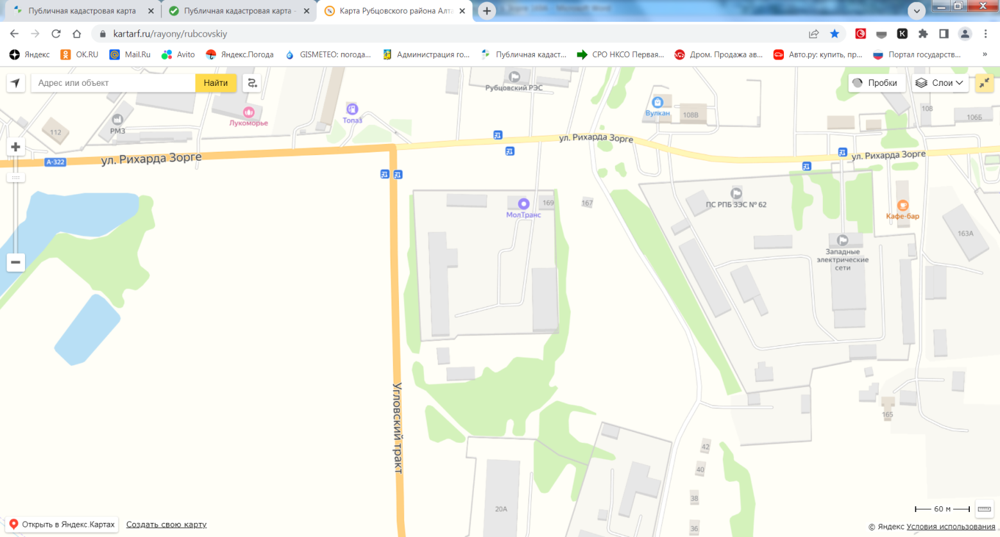 Публичная кадастровая карта
Публичная кадастровая карта -
Карта Рубцовского района Алта
Microsoft Word
kartarf.ru/rayony/rubcovskiy
Яндекс
OK.RU
Mail.Ru
Avito
Яндекс.Погода
GISMETEO: погода...
Администрация го...
Публичная кадаст...
СРО НКСО Первая...
Дром. Продажа ав...
Авто.ру: купить, пр...
Портал государств...
»
Адрес или объект
Найти
Пробки
Слои
Рубцовский РЭС
Вулкан
108В
108
106Б
Топаз
Лукоморье
РМЗ
112
ул. Рихарда Зорге
ул. Рихарда Зорге
ул. Рихарда Зорге
А-322
МолТранс
169
167
ПС РПБ ЗЭС № 62
Кафе-бар
163А
Западные
электрические
сети
Угловский тракт
165
42
40
38
36
20А
60 м
Открыть в Яндекс.Картах
Создать свою карту
© Яндекс Условия использования